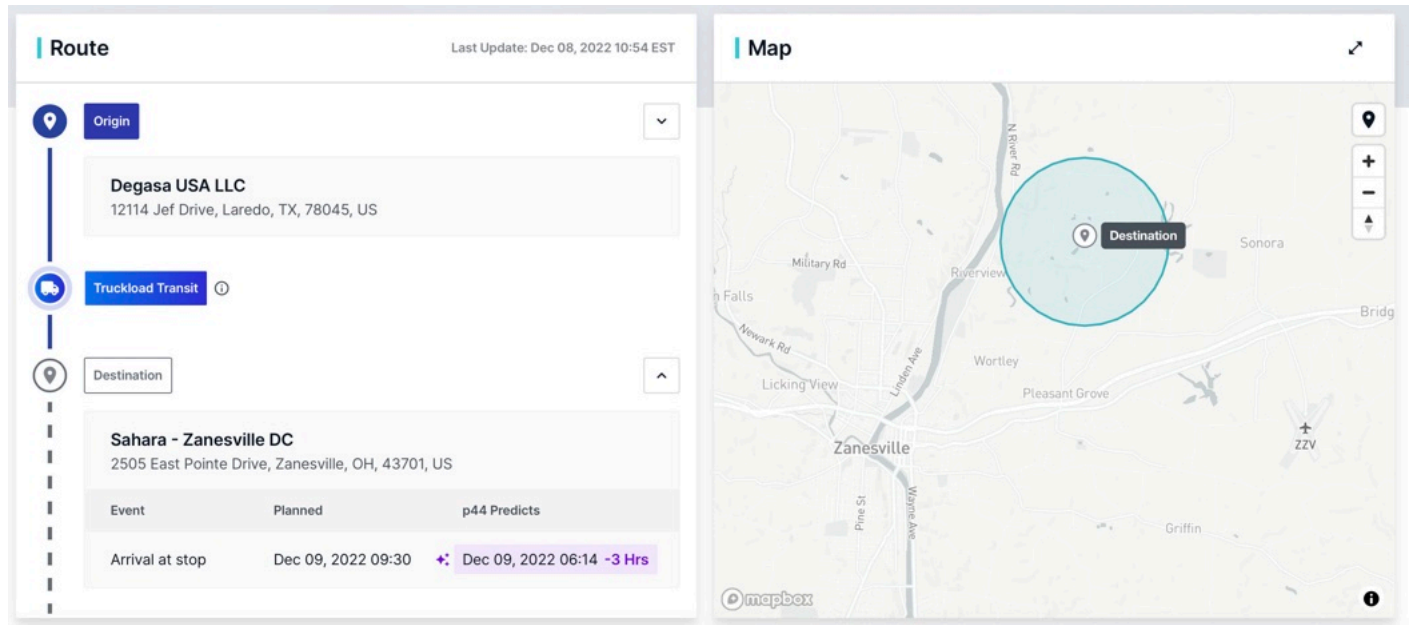 Route
Last Update: Dec 08, 2022 10:54 EST
Origin
Degasa USA LLC
12114 Jef Drive, Laredo, TX, 78045, US
Truckload Transit
Destination
Sahara - Zanesville DC
2505 East Pointe Drive, Zanesville, OH, 43701, US
Event Planned p44 Predicts
Arrival at stop Dec 09, 2022 09:30 Dec 09, 2022 06:14 -3 Hrs
Map
N River Rd
Destination
Sonora
Military Rd
Riverview
n Falls
Bridg
Newark Rd
Linden Ave
Wortley
Licking View
Pleasant Grove
Zanesville
ZZV
Pine St
Wayne Ave
Griffin
mapbox